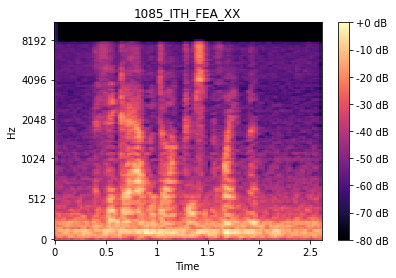 1085_ITH_FEA_XX
+0 dB
8192
-10 dB
4096
-20 dB
-30 dB
2048
Hz
-40 dB
1024
-50 dB
512
-60 dB
-70 dB
0
-80 dB
0 0.5 1 1.5 2 2.5
Time